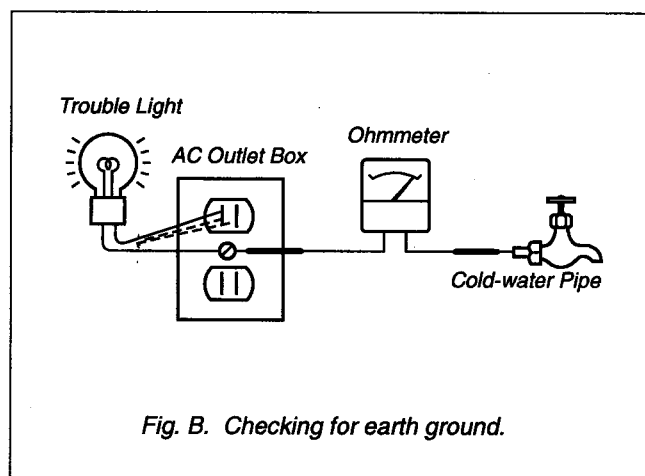 Trouble Light
AC Outlet Box
Ohmmeter
Cold-water Pipe
Fig. B. Checking for earth ground.